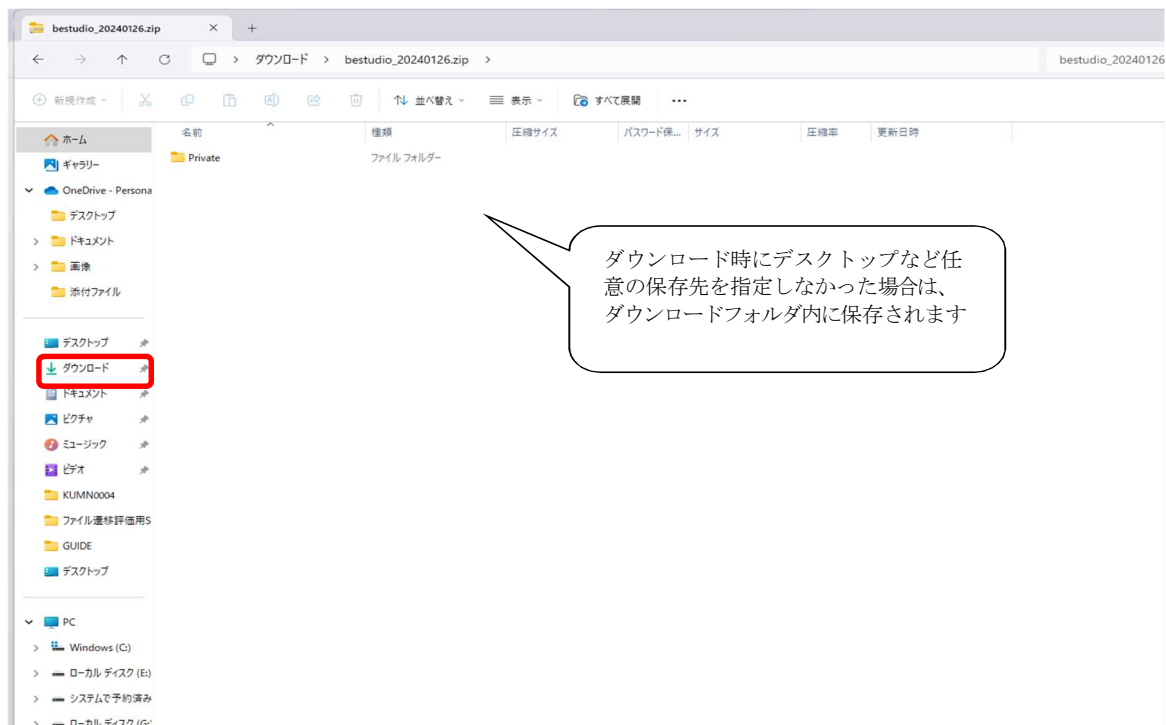 bestudio_20240126.zip
ダウンロード > bestudio_20240126.zip >
bestudio_20240126
新規作成
並べ替え
表示
すべて展開
名前 種類 圧縮サイズ パスワード保... サイズ 圧縮率 更新日時
Private ファイル フォルダー
ホーム
ギャラリー
OneDrive - Persona
デスクトップ
ドキュメント
画像
添付ファイル
デスクトップ
ダウンロード
ドキュメント
ピクチャ
ミュージック
ビデオ
KUMN0004
ファイル遷移評価用S
GUIDE
デスクトップ
PC
Windows (C:)
ローカル ディスク (E:)
システムで予約済み
ローカル ディスク (G:
ダウンロード時にデスクトップなど任
意の保存先を指定しなかった場合は、
ダウンロードフォルダ内に保存されます